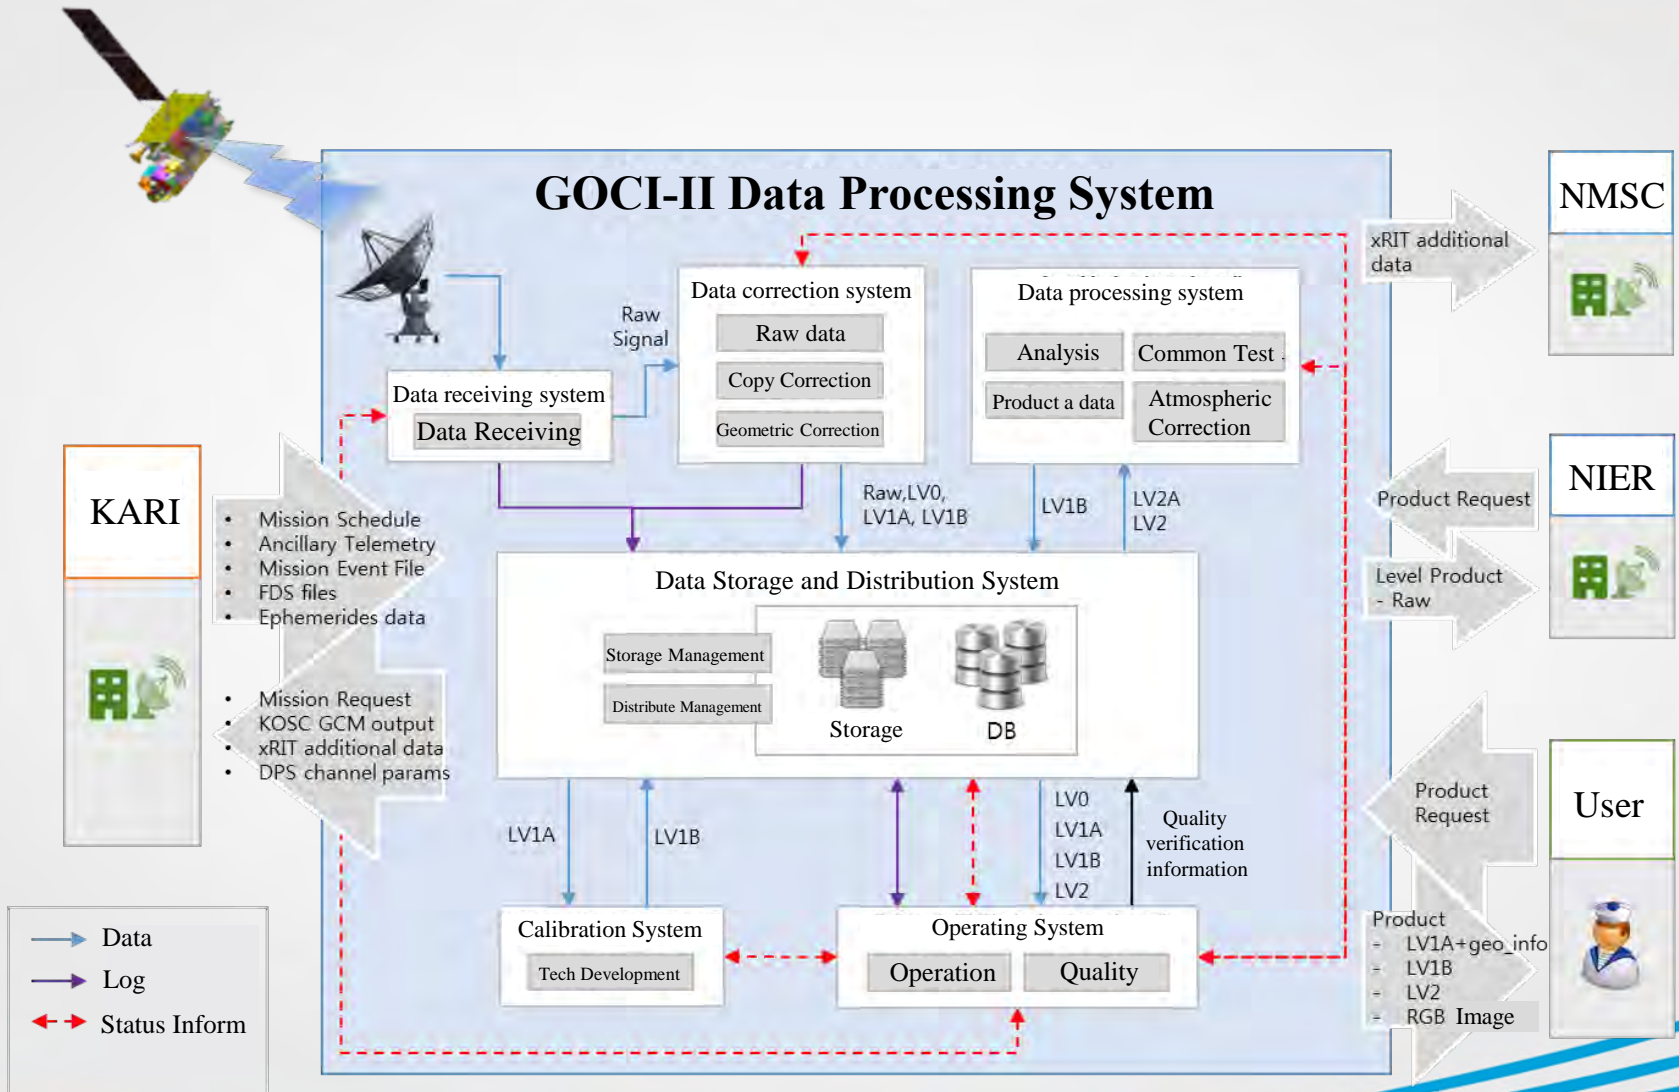 GOCI-II Data Processing System
NMSC
xRIT additional
data
Data correction system
Raw data
Copy Correction
Geometric Correction
Data processing system
Analysis
Common Test
Product a data
Atmospheric
Correction
Raw
Signal
Data receiving system
Data Receiving
KARI
• Mission Schedule
• Ancillary Telemetry
• Mission Event File
• FDS files
• Ephemerides data
• Mission Request
• KOSC GCM output
• xRIT additional data
• DPS channel params
Raw,LV0,
LV1A, LV1B
LV1B
LV2A
LV2
NIER
Product Request
Level Product
- Raw
Data Storage and Distribution System
Storage Management
Distribute Management
Storage
DB
LV1A
LV1B
LV0
LV1A
LV1B
LV2
Quality
verification
information
User
Product
Request
Product
- LV1A+geo_info
- LV1B
- LV2
- RGB Image
Calibration System
Tech Development
Operating System
Operation
Quality
Data
Log
Status Inform